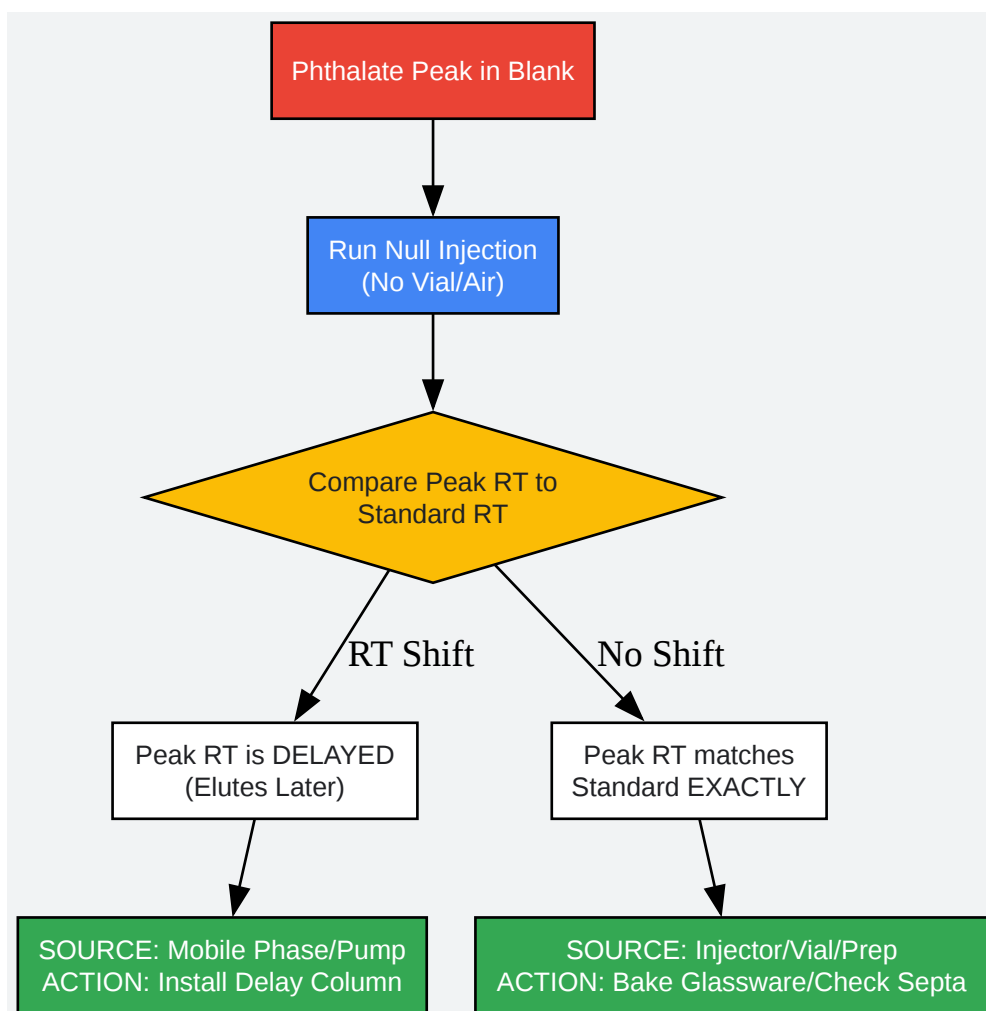 Phthalate Peak in Blank
Run Null Injection
(No Vial/Air)
Compare Peak RT to
Standard RT
RT Shift
No Shift
Peak RT is DELAYED
(Elutes Later)
Peak RT matches
Standard EXACTLY
SOURCE: Mobile Phase/Pump
ACTION: Install Delay Column
SOURCE: Injector/Vial/Prep
ACTION: Bake Glassware/Check Septa